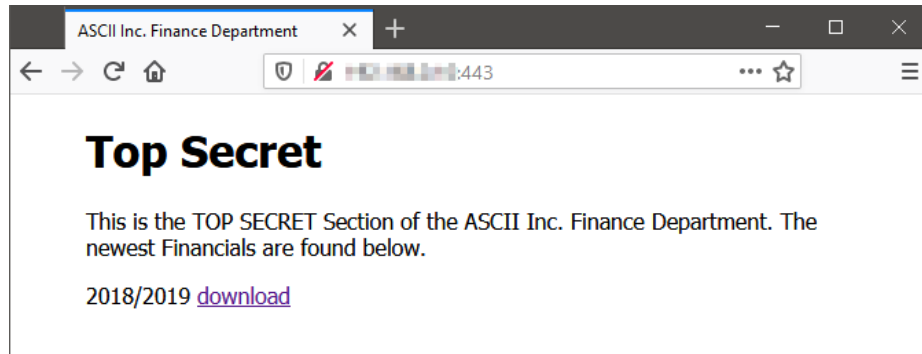 ASCII Inc. Finance Department
:443
Top Secret
This is the TOP SECRET Section of the ASCII Inc. Finance Department. The
newest Financials are found below.
2018/2019 download